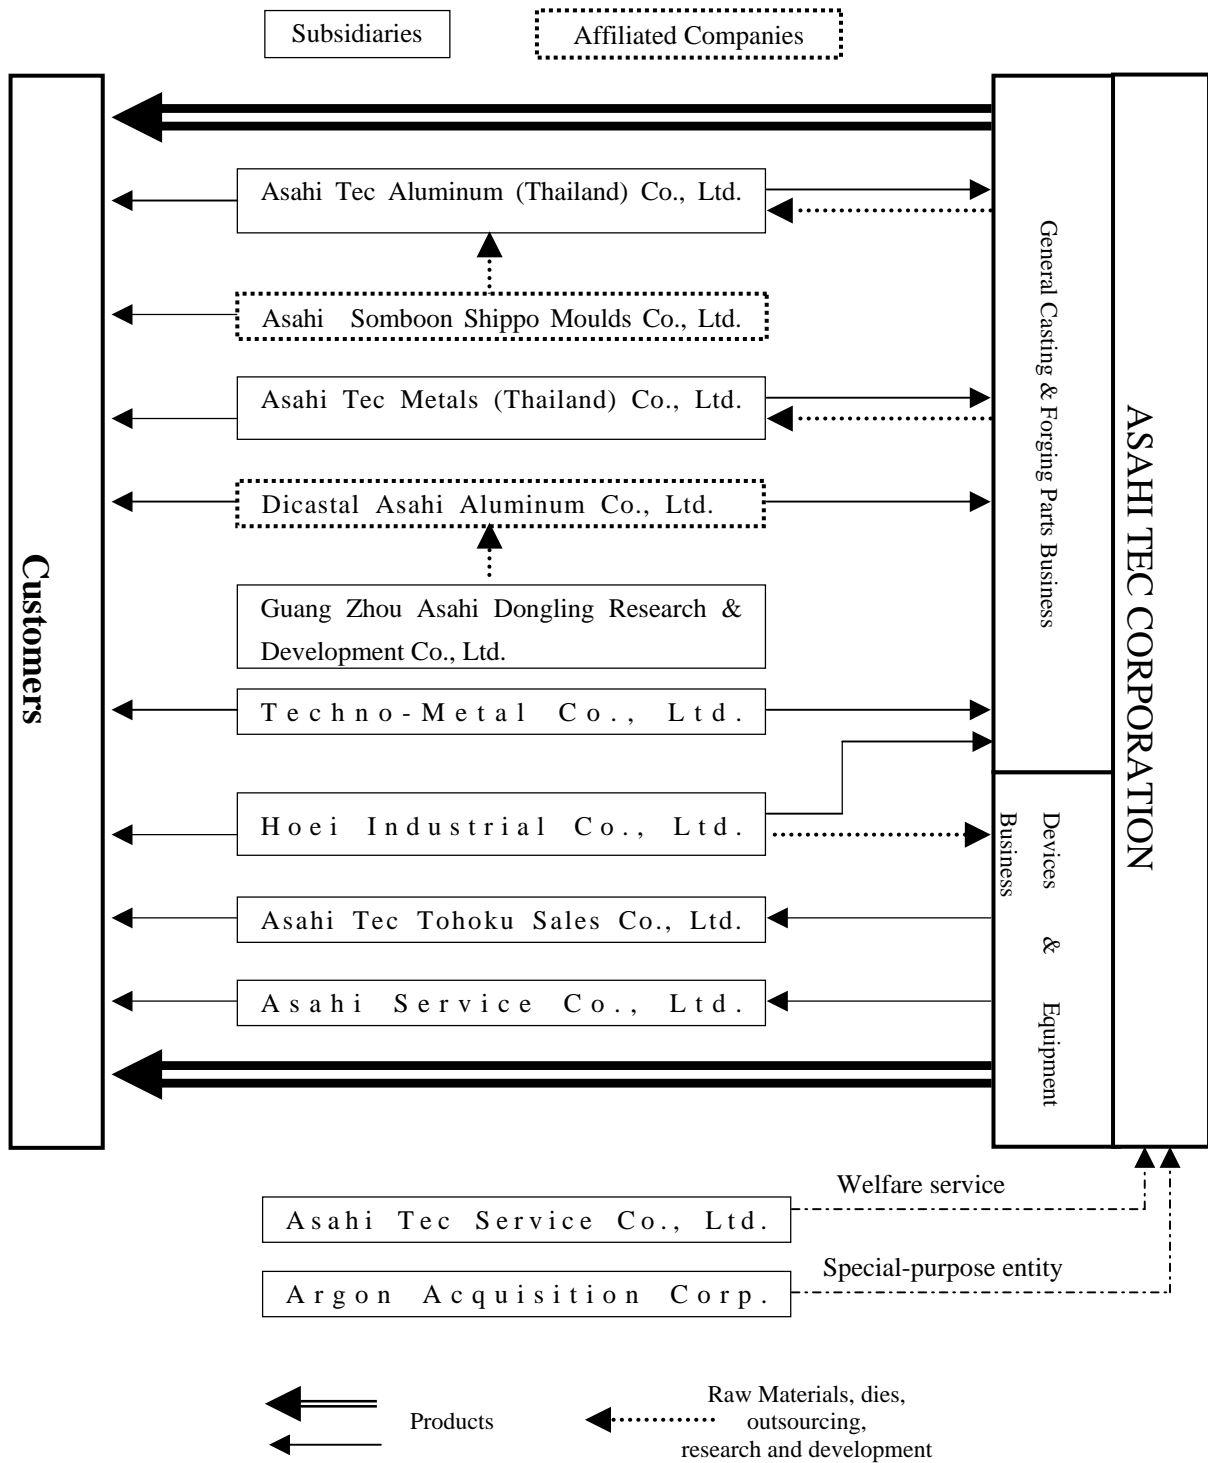 Subsidiaries
Affiliated Companies
Customers
Asahi Tec Aluminum (Thailand) Co., Ltd.
Asahi Somboon Shippo Moulds Co., Ltd.
Asahi Tec Metals (Thailand) Co., Ltd.
Dicastal Asahi Aluminum Co., Ltd.
Guang Zhou Asahi Dongling Research &
Development Co., Ltd.
Techno-Metal Co., Ltd.
Hoei Industrial Co., Ltd.
Asahi Tec Tohoku Sales Co., Ltd.
Asahi Service Co., Ltd.
General Casting & Forging Parts Business
Devices & Equipment
Business
ASAHI TEC CORPORATION
Asahi Tec Service Co., Ltd.
Welfare service
Argon Acquisition Corp.
Special-purpose entity
Products
Raw Materials, dies,
outsourcing,
research and development